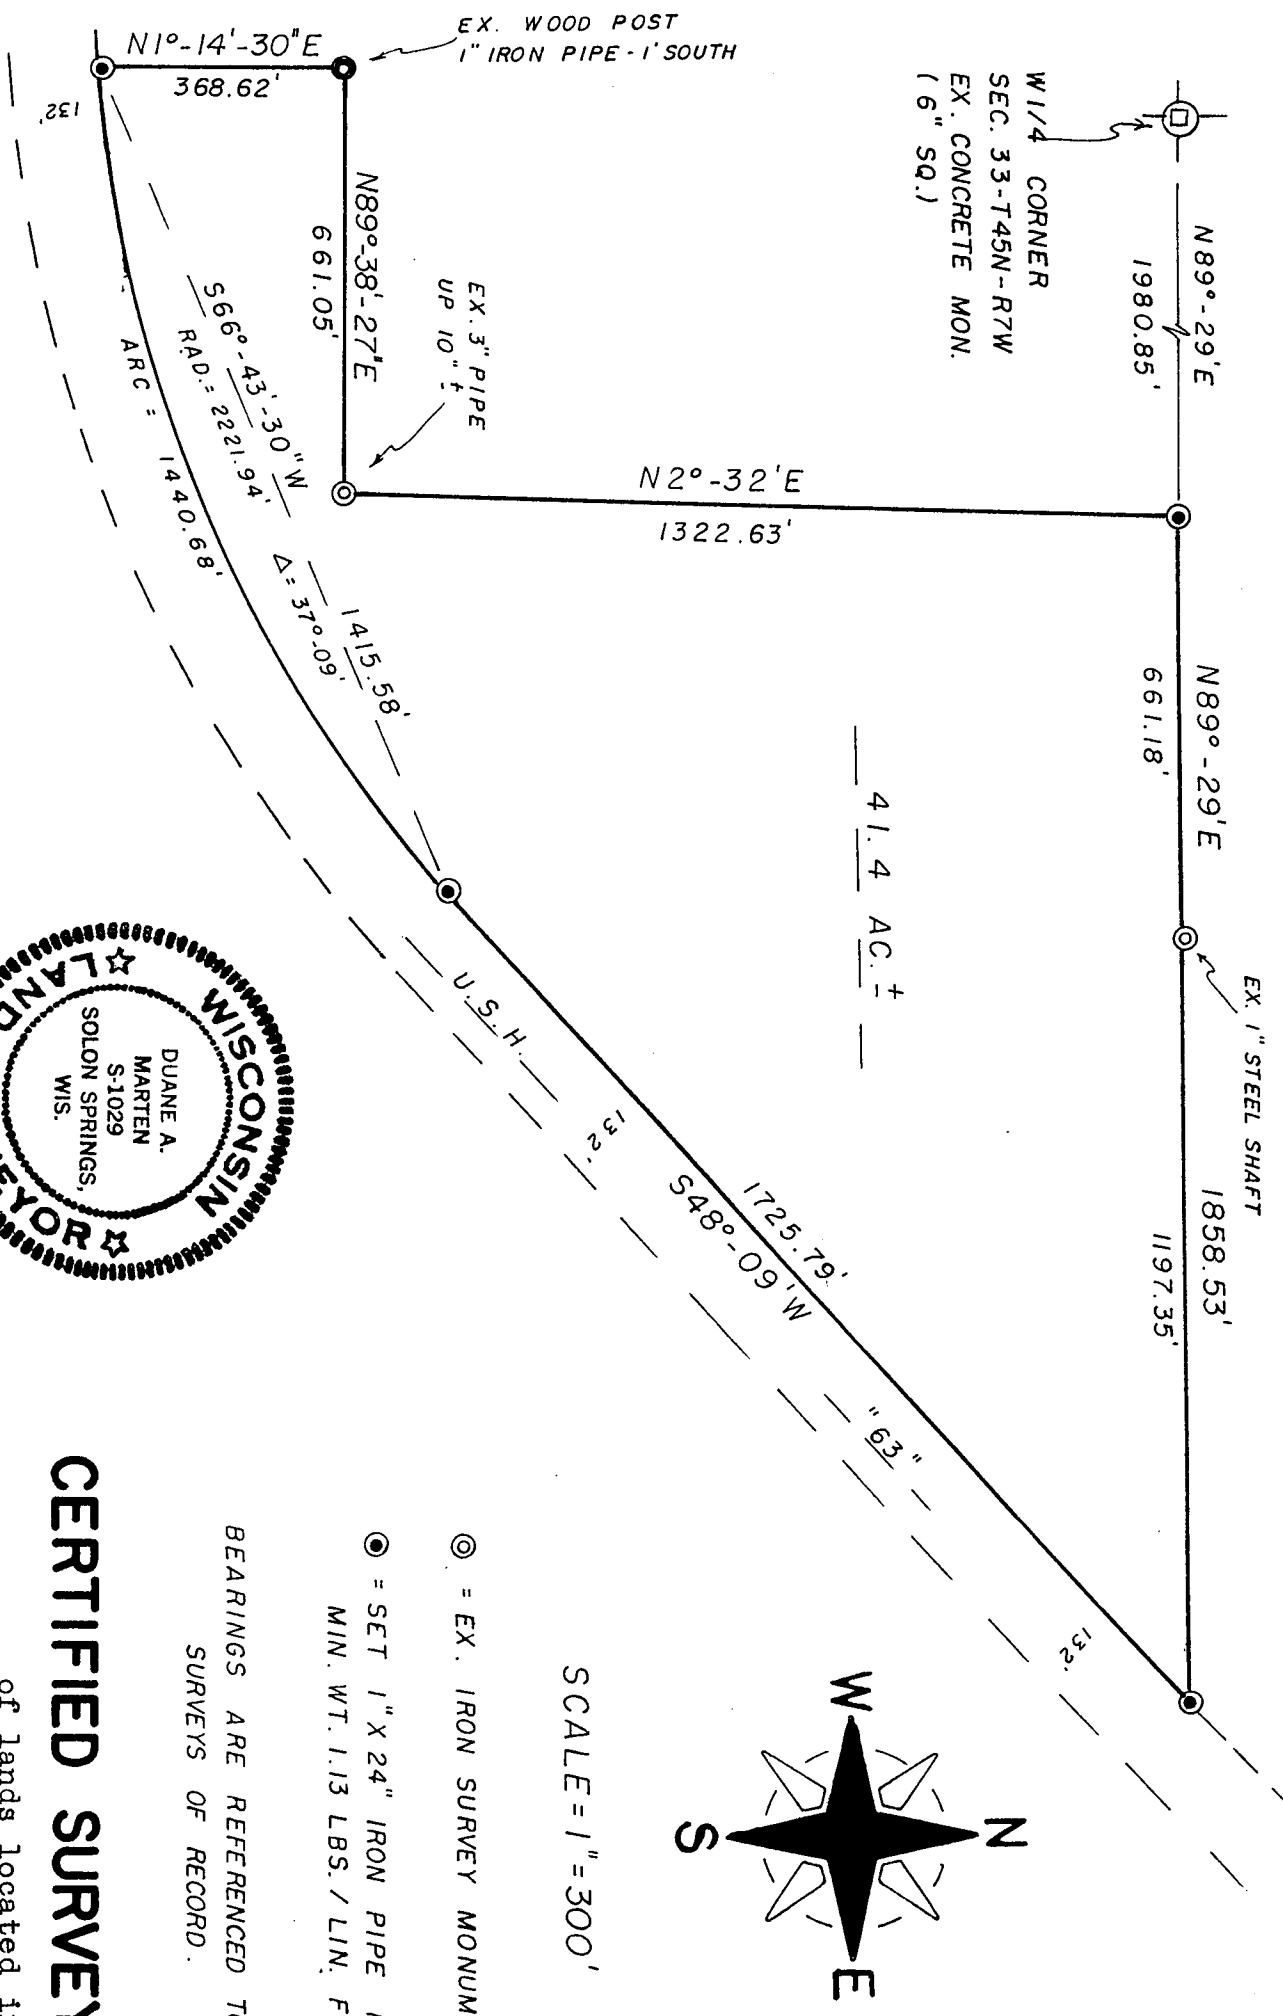 N1°-14'-30"E
368.62'
EX. WOOD POST
1" IRON PIPE - 1' SOUTH
W1/4 CORNER
SEC. 33-T45N-R7W
EX. CONCRETE MON.
(6" SQ.)
N89°-29'E
1980.85'
N89°-38'-27"E
661.05'
EX. 3" PIPE
UP 10" ±
N2°-32'E
1322.63'
N89°-29'E
661.18'
EX. 1" STEEL SHAFT
1858.53'
1197.35'
41.4 AC. ±
132'
S66°-43'-30"W
1415.58'
RAD. = 2221.94'
Δ = 37°-09'
ARC = 1440.68'
U.S.H.
132'
1725.79'
S48°-09'W
"63"
132'
WISCONSIN
LAND
DUANE A.
MARTEN
S-1029
SOLON SPRINGS,
WIS.
N
W
E
S
SCALE = 1" = 300'
= EX. IRON SURVEY MONUM
= SET 1" X 24" IRON PIPE
MIN. WT. 1.13 LBS. / LIN. F
BEARINGS ARE REFERENCED TO
SURVEYS OF RECORD.
CERTIFIED SURVEY
of lands located i